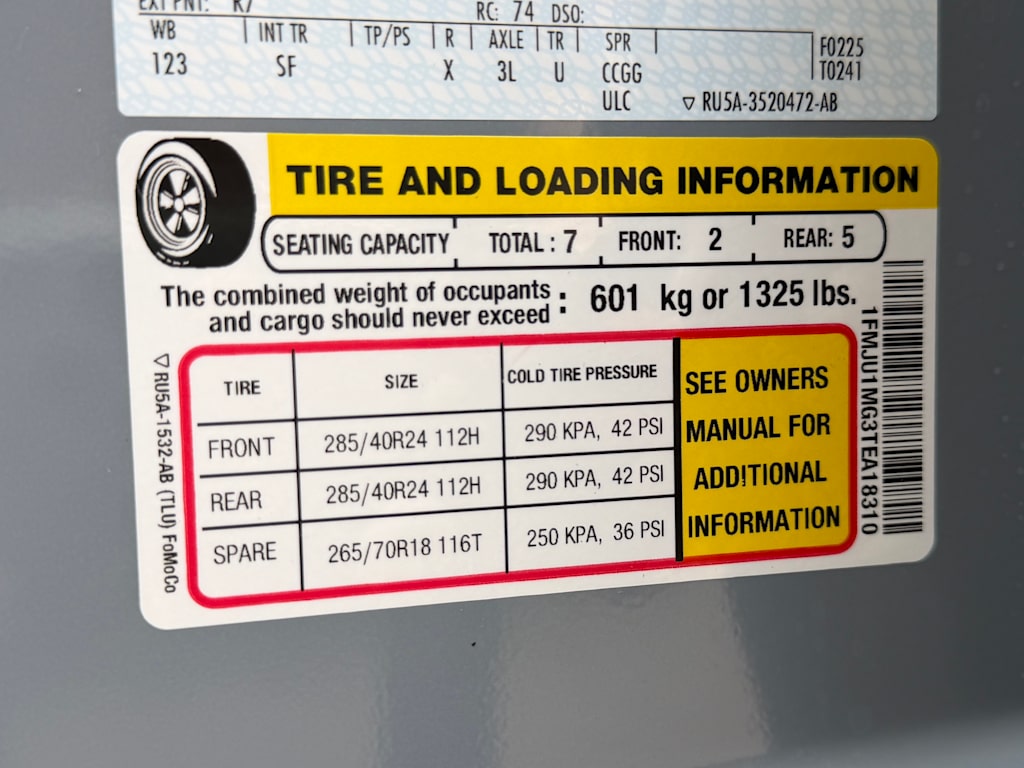 EXT PNT: RC: 74 DSO:
WB INT TR TP/PS R AXLE TR SPR F0225
123 SF X 3L U CCGG T0241
ULC ▽ RU5A-3520472-AB
TIRE AND LOADING INFORMATION
SEATING CAPACITY TOTAL : 7 FRONT: 2 REAR: 5
The combined weight of occupants
and cargo should never exceed : 601 kg or 1325 lbs.
TIRE SIZE COLD TIRE PRESSURE
FRONT 285/40R24 112H 290 KPA, 42 PSI
REAR 285/40R24 112H 290 KPA, 42 PSI
SPARE 265/70R18 116T 250 KPA, 36 PSI
SEE OWNERS
MANUAL FOR
ADDITIONAL
INFORMATION
▽ RU5A-1532-AB (TLU) FoMoCo
1FMJU1MG3TEA18310